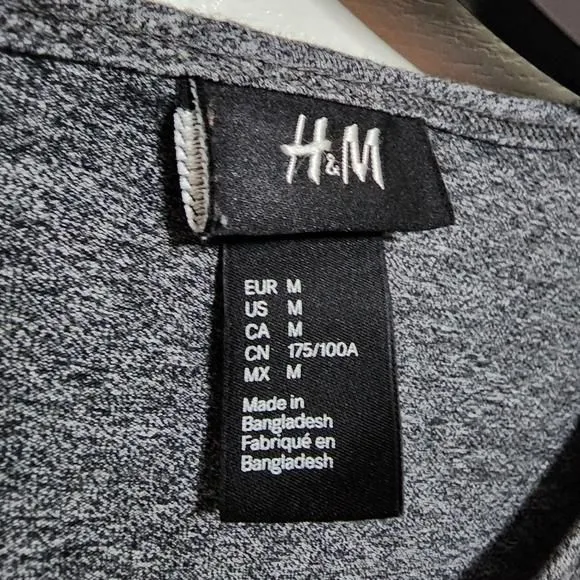 H&M
EUR M
US M
CA M
CN 175/100A
MX M
Made in
Bangladesh
Fabriqué en
Bangladesh